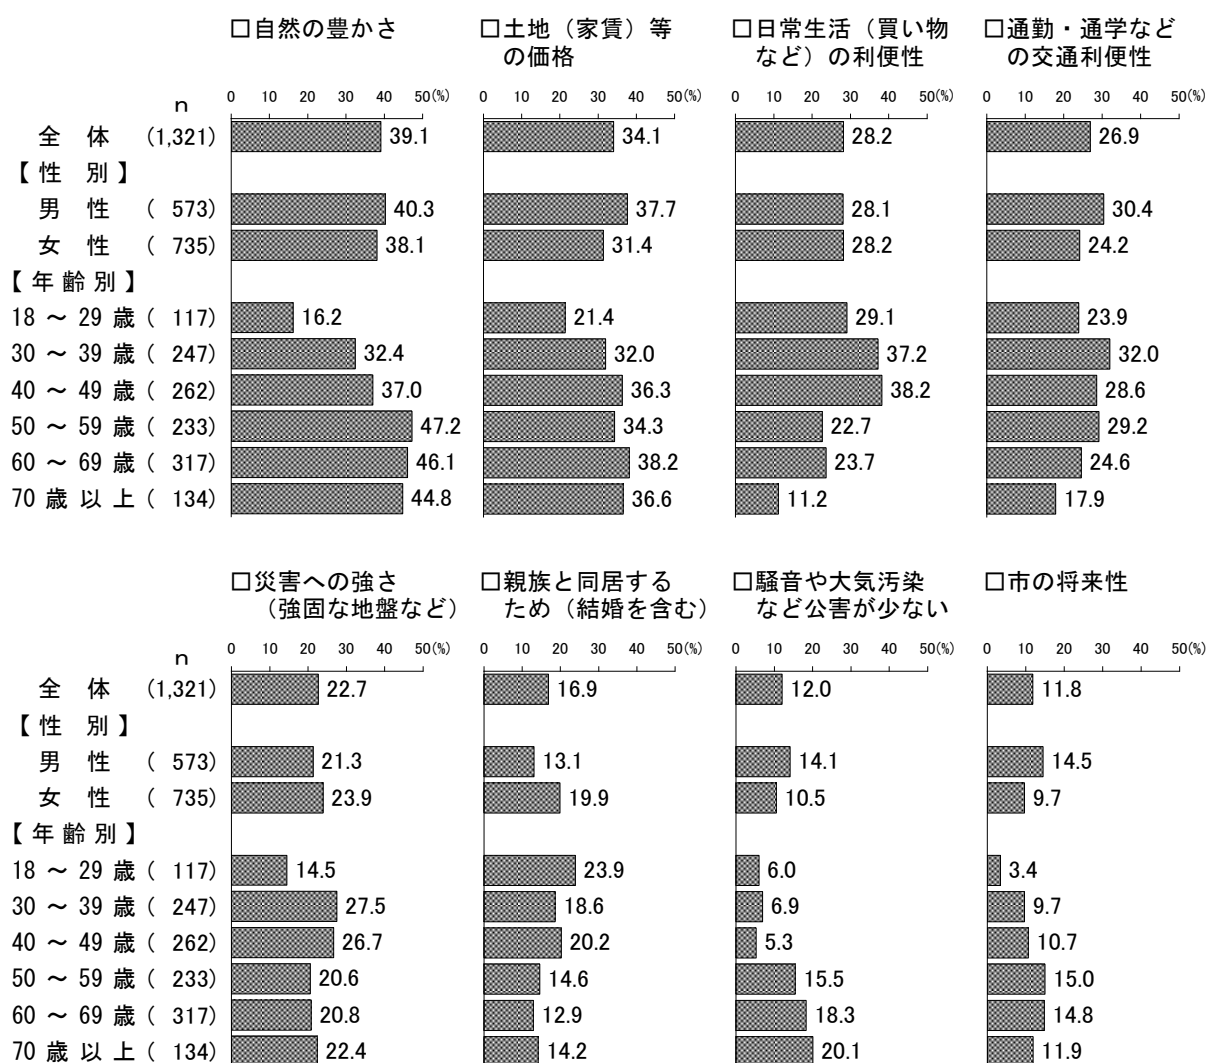 □自然の豊かさ □土地（家賃）等 □日常生活（買い物 □通勤・通学など
の価格 など）の利便性 の交通利便性
n 0 10 20 30 40 50(%) 0 10 20 30 40 50(%) 0 10 20 30 40 50(%) 0 10 20 30 40 50(%)
全 体 (1,321) 39.1 34.1 28.2 26.9
【性 別】
男 性 ( 573) 40.3 37.7 28.1 30.4
女 性 ( 735) 38.1 31.4 28.2 24.2
【年齢別】
18 ～ 29 歳 ( 117) 16.2 21.4 29.1 23.9
30 ～ 39 歳 ( 247) 32.4 32.0 37.2 32.0
40 ～ 49 歳 ( 262) 37.0 36.3 38.2 28.6
50 ～ 59 歳 ( 233) 47.2 34.3 22.7 29.2
60 ～ 69 歳 ( 317) 46.1 38.2 23.7 24.6
70 歳 以 上 ( 134) 44.8 36.6 11.2 17.9
□災害への強さ □親族と同居する □騒音や大気汚染 □市の将来性
（強固な地盤など） ため（結婚を含む） など公害が少ない
n 0 10 20 30 40 50(%) 0 10 20 30 40 50(%) 0 10 20 30 40 50(%) 0 10 20 30 40 50(%)
全 体 (1,321) 22.7 16.9 12.0 11.8
【性 別】
男 性 ( 573) 21.3 13.1 14.1 14.5
女 性 ( 735) 23.9 19.9 10.5 9.7
【年齢別】
18 ～ 29 歳 ( 117) 14.5 23.9 6.0 3.4
30 ～ 39 歳 ( 247) 27.5 18.6 6.9 9.7
40 ～ 49 歳 ( 262) 26.7 20.2 5.3 10.7
50 ～ 59 歳 ( 233) 20.6 14.6 15.5 15.0
60 ～ 69 歳 ( 317) 20.8 12.9 18.3 14.8
70 歳 以 上 ( 134) 22.4 14.2 20.1 11.9